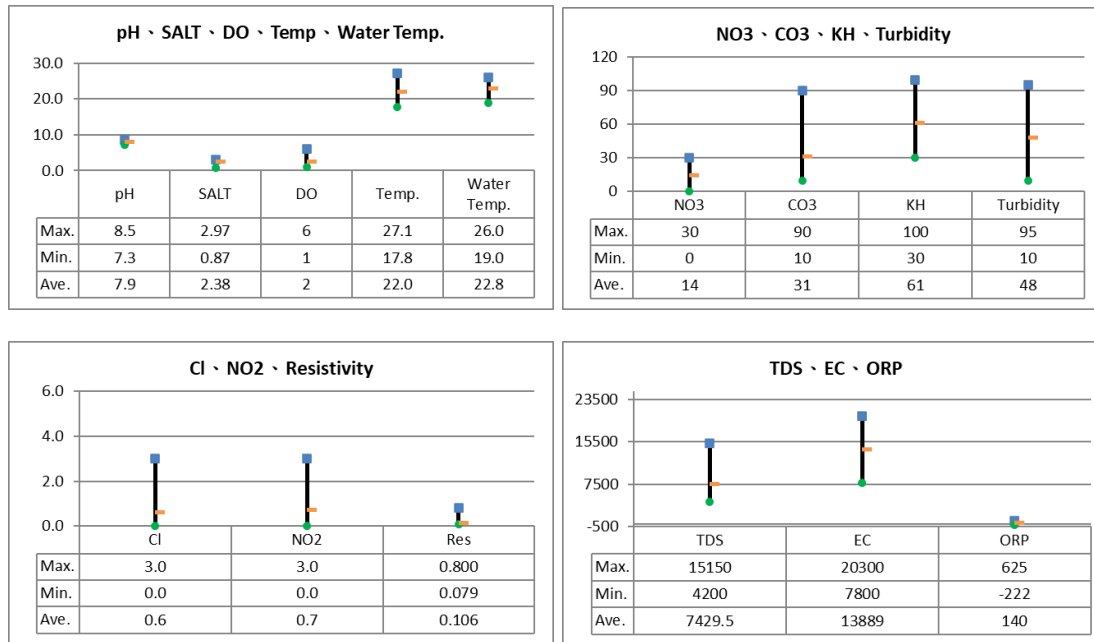 pH、SALT、DO、Temp、Water Temp.
30.0
20.0
10.0
0.0
pH SALT DO Temp. Water Temp.
Max. 8.5 2.97 6 27.1 26.0
Min. 7.3 0.87 1 17.8 19.0
Ave. 7.9 2.38 2 22.0 22.8
NO3、CO3、KH、Turbidity
120
90
60
30
0
NO3 CO3 KH Turbidity
Max. 30 90 100 95
Min. 0 10 30 10
Ave. 14 31 61 48
Cl、NO2、Resistivity
6.0
4.0
2.0
0.0
Cl NO2 Res
Max. 3.0 3.0 0.800
Min. 0.0 0.0 0.079
Ave. 0.6 0.7 0.106
TDS、EC、ORP
23500
15500
7500
-500
TDS EC ORP
Max. 15150 20300 625
Min. 4200 7800 -222
Ave. 7429.5 13889 140